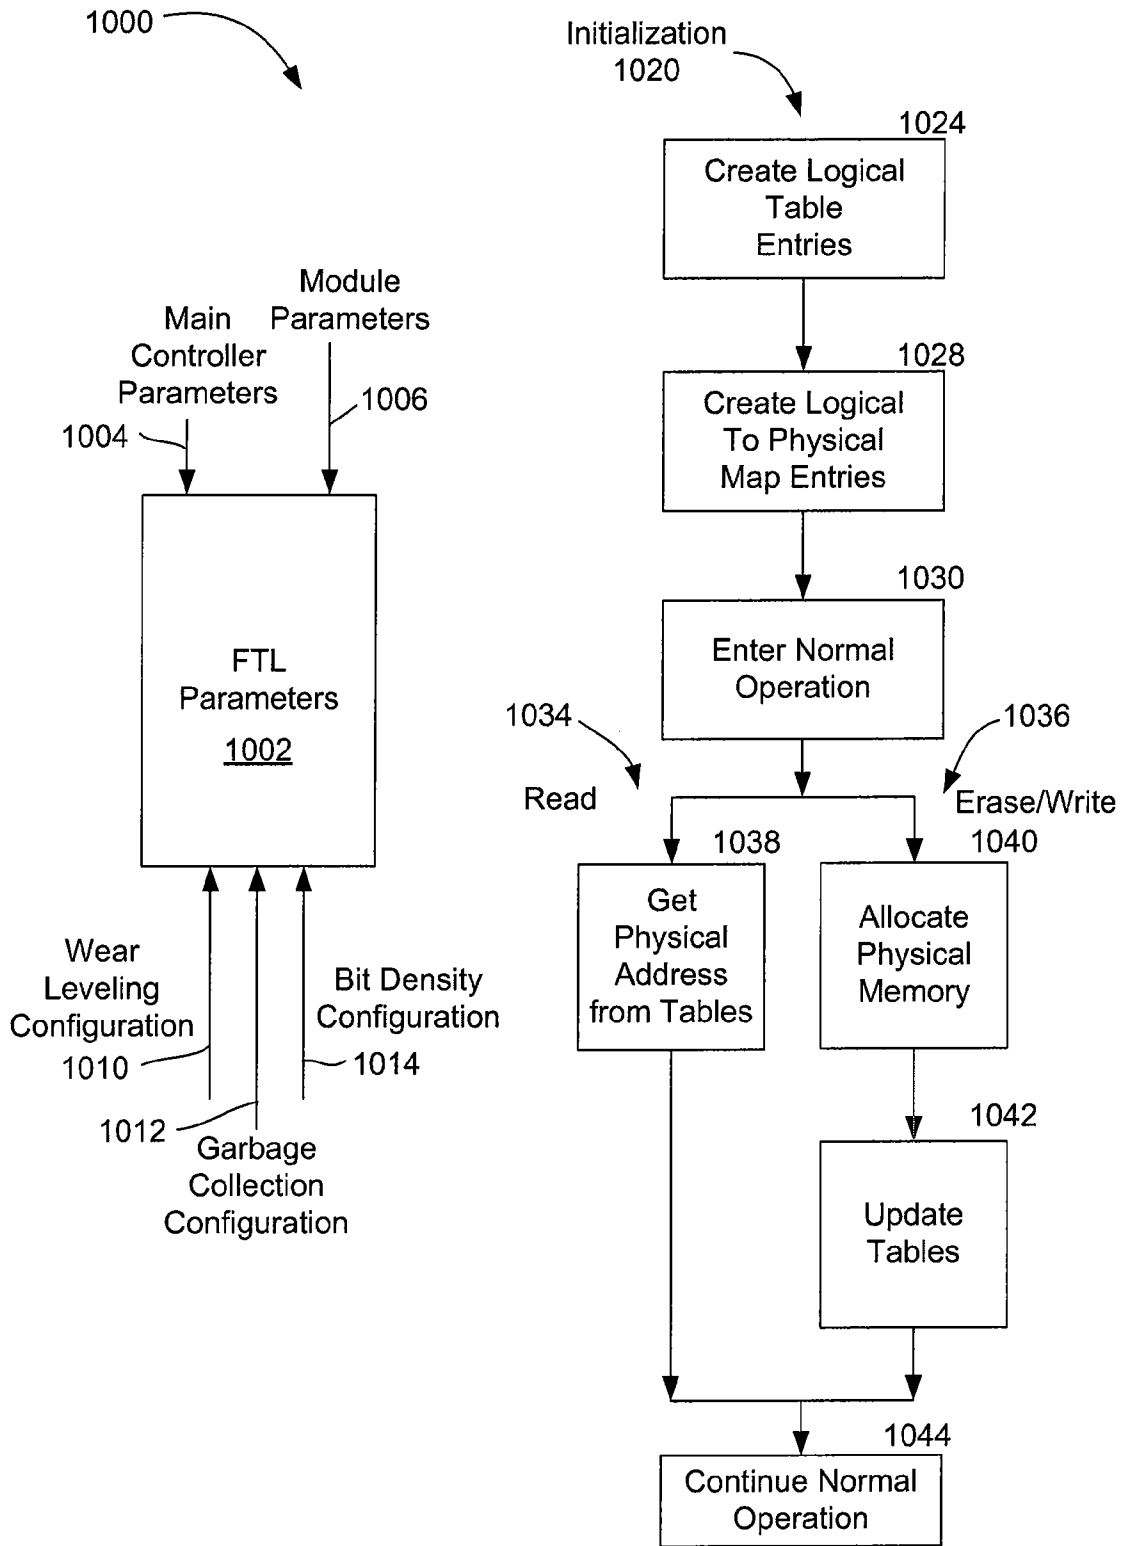 1000
Module
Parameters
Main
Controller
Parameters
1004
1006
FTL
Parameters
1002
Wear
Leveling
Configuration
1010
Bit Density
Configuration
1014
1012
Garbage
Collection
Configuration
Initialization
1020
1024
Create Logical
Table
Entries
1028
Create Logical
To Physical
Map Entries
1030
Enter Normal
Operation
1034
Read
1036
Erase/Write
1038
Get
Physical
Address
from Tables
1040
Allocate
Physical
Memory
1042
Update
Tables
1044
Continue Normal
Operation